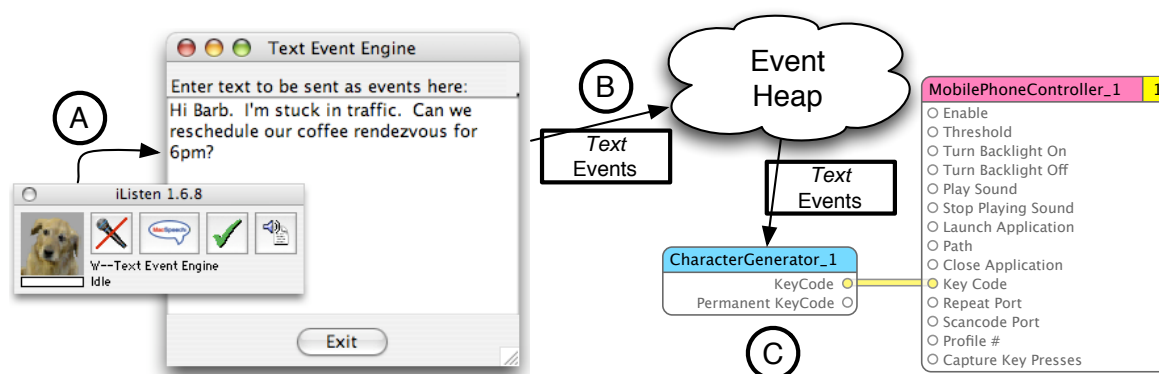 Text Event Engine
Enter text to be sent as events here:
Hi Barb.  I'm stuck in traffic.  Can we
reschedule our coffee rendezvous for
6pm?
Exit
A
iListen 1.6.8
MacSpeech
W--Text Event Engine
Idle
B
Text
Events
Event
Heap
Text
Events
CharacterGenerator_1
KeyCode
Permanent KeyCode
C
MobilePhoneController_1
1
Enable
Threshold
Turn Backlight On
Turn Backlight Off
Play Sound
Stop Playing Sound
Launch Application
Path
Close Application
Key Code
Repeat Port
Scancode Port
Profile #
Capture Key Presses